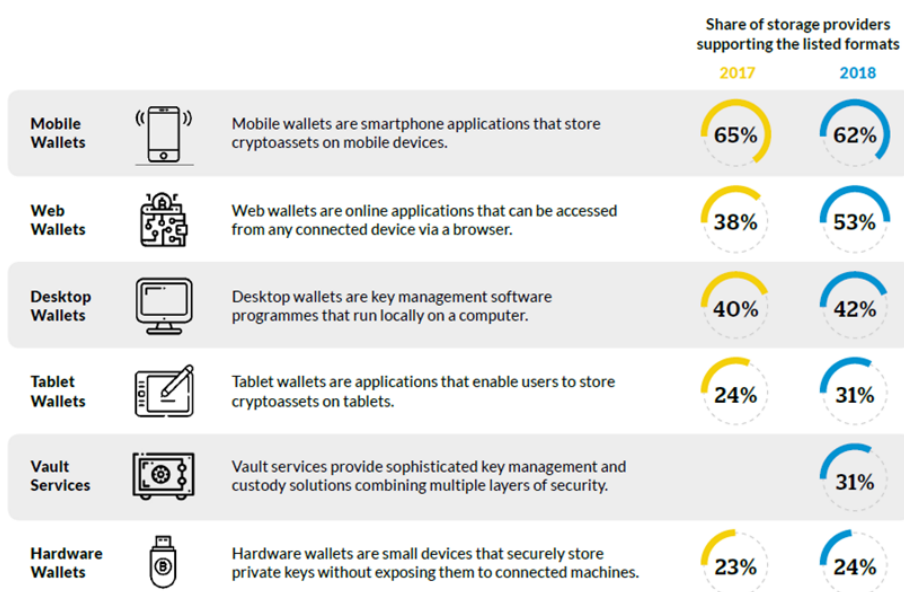 Share of storage providers
supporting the listed formats
2017 2018
Mobile
Wallets
Mobile wallets are smartphone applications that store
cryptoassets on mobile devices.
65% 62%
Web
Wallets
Web wallets are online applications that can be accessed
from any connected device via a browser.
38% 53%
Desktop
Wallets
Desktop wallets are key management software
programmes that run locally on a computer.
40% 42%
Tablet
Wallets
Tablet wallets are applications that enable users to store
cryptoassets on tablets.
24% 31%
Vault
Services
Vault services provide sophisticated key management and
custody solutions combining multiple layers of security.
31%
Hardware
Wallets
Hardware wallets are small devices that securely store
private keys without exposing them to connected machines.
23% 24%